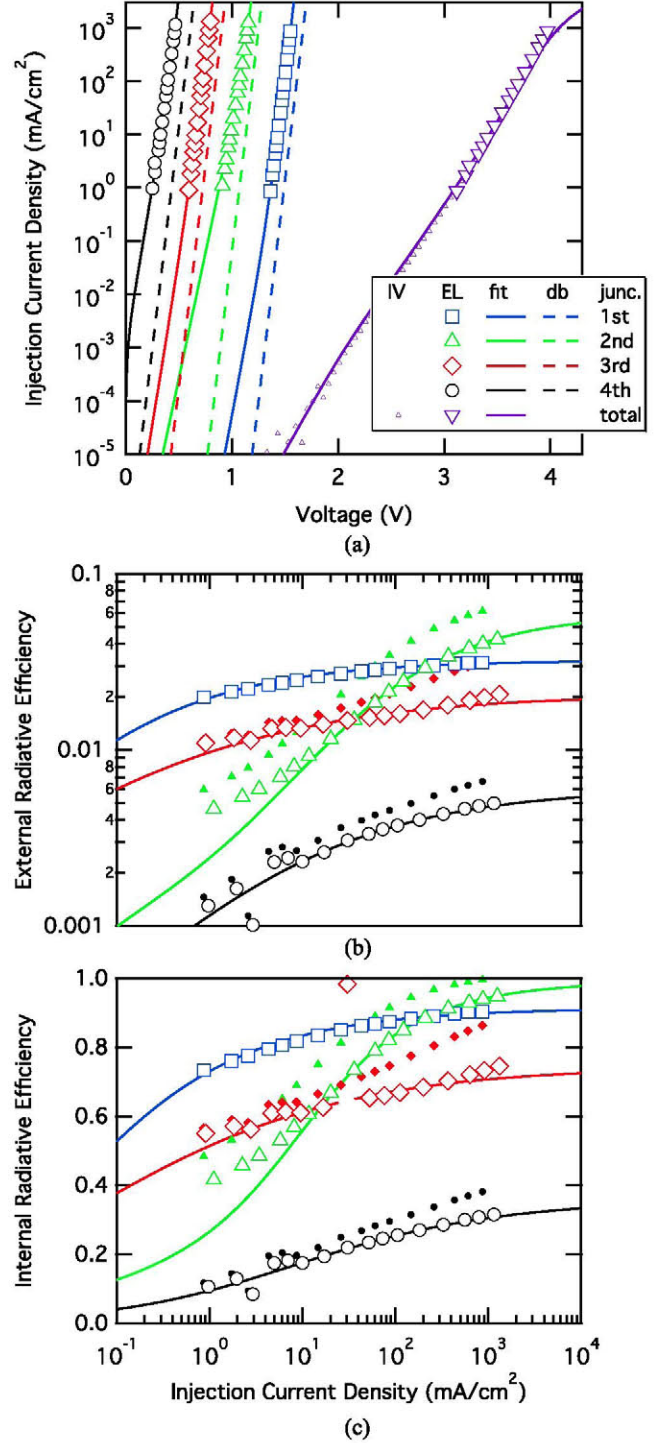 Injection Current Density (mA/cm²)
10³
10²
10¹
10⁰
10⁻¹
10⁻²
10⁻³
10⁻⁴
10⁻⁵
IV EL fit db junc.
1st
2nd
3rd
4th
total
0 1 2 3 4
Voltage (V)
(a)
External Radiative Efficiency
0.1
8
6
4
2
0.01
8
6
4
2
0.001
(b)
Internal Radiative Efficiency
1.0
0.8
0.6
0.4
0.2
0.0
10⁻¹ 10⁰ 10¹ 10² 10³ 10⁴
Injection Current Density (mA/cm²)
(c)